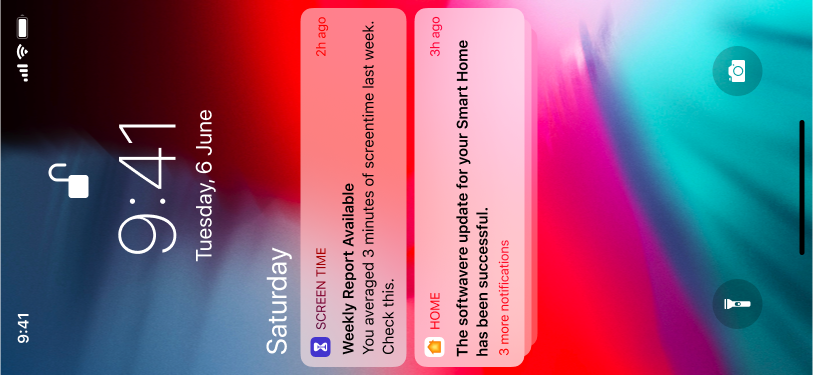 9:41
9:41
Tuesday, 6 June
Saturday
SCREEN TIME
2h ago
Weekly Report Available
You averaged 3 minutes of screentime last week.
Check this.
HOME
3h ago
The softwavere update for your Smart Home
has been successful.
3 more notifications